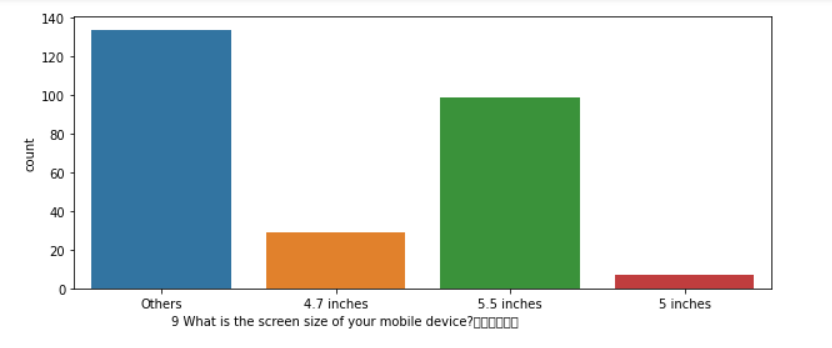 140
120
100
80
60
40
20
0
count
Others 4.7 inches 5.5 inches 5 inches
9 What is the screen size of your mobile device?